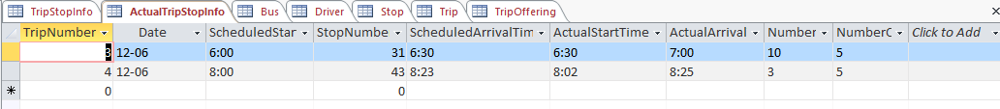 TripStopInfo ActualTripStopInfo Bus Driver Stop Trip TripOffering
TripNumber Date ScheduledStar StopNumbe ScheduledArrivalTim ActualStartTime ActualArrival Number NumberO Click to Add
3 12-06 6:00 31 6:30 6:30 7:00 10 5
4 12-06 8:00 43 8:23 8:02 8:25 3 5
0 0